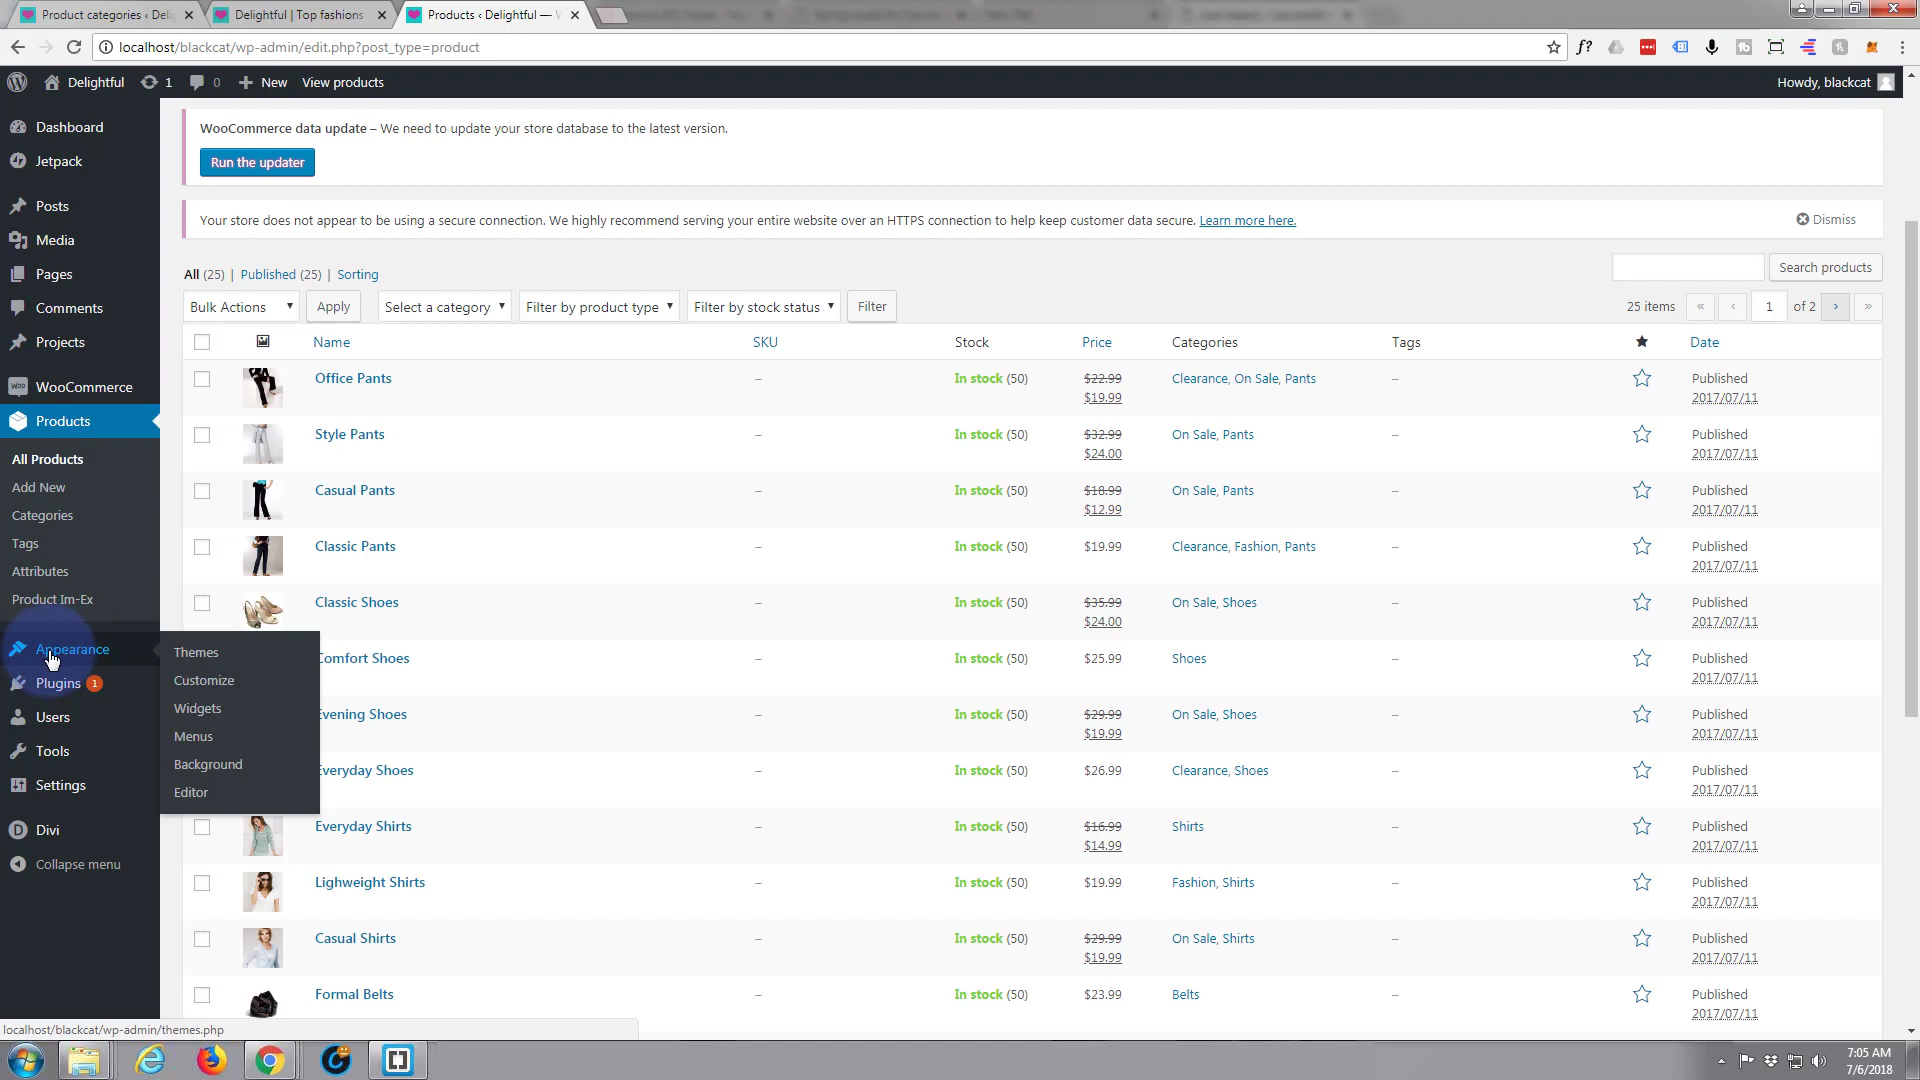 Product categories ‹ Deli
Delightful | Top fashions
Products ‹ Delightful — W
localhost/blackcat/wp-admin/edit.php?post_type=product
f?
Delightful
1
0
New
View products
Howdy, blackcat
Dashboard
Jetpack
Posts
Media
Pages
Comments
Projects
WooCommerce
Products
All Products
Add New
Categories
Tags
Attributes
Product Im-Ex
Appearance
Plugins 1
Users
Tools
Settings
Divi
Collapse menu
Themes
Customize
Widgets
Menus
Background
Editor
WooCommerce data update – We need to update your store database to the latest version.
Run the updater
Your store does not appear to be using a secure connection. We highly recommend serving your entire website over an HTTPS connection to help keep customer data secure. Learn more here.
Dismiss
All (25) | Published (25) | Sorting
Search products
Bulk Actions
Apply
Select a category
Filter by product type
Filter by stock status
Filter
25 items « ‹ 1 of 2 › »
Name SKU Stock Price Categories Tags Date
Office Pants – In stock (50) $22.99 Clearance, On Sale, Pants – Published
$19.99 2017/07/11
Style Pants – In stock (50) $32.99 On Sale, Pants – Published
$24.00 2017/07/11
Casual Pants – In stock (50) $18.99 On Sale, Pants – Published
$12.99 2017/07/11
Classic Pants – In stock (50) $19.99 Clearance, Fashion, Pants – Published
2017/07/11
Classic Shoes – In stock (50) $35.99 On Sale, Shoes – Published
$24.00 2017/07/11
Comfort Shoes – In stock (50) $25.99 Shoes – Published
2017/07/11
Evening Shoes – In stock (50) $29.99 On Sale, Shoes – Published
$19.99 2017/07/11
Everyday Shoes – In stock (50) $26.99 Clearance, Shoes – Published
2017/07/11
Everyday Shirts – In stock (50) $16.99 Shirts – Published
$14.99 2017/07/11
Lighweight Shirts – In stock (50) $19.99 Fashion, Shirts – Published
2017/07/11
Casual Shirts – In stock (50) $29.99 On Sale, Shirts – Published
$19.99 2017/07/11
Formal Belts – In stock (50) $23.99 Belts – Published
2017/07/11
localhost/blackcat/wp-admin/themes.php
7:05 AM
7/6/2018